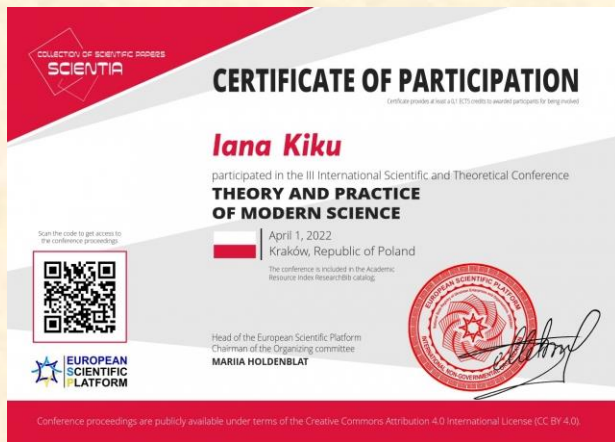 COLLECTION OF SCIENTIFIC PAPERS
SCIENTIA
CERTIFICATE OF PARTICIPATION
Certificate provides at least a 0,1 ECTS credits to awarded participants for being involved
Iana Kiku
participated in the III International Scientific and Theoretical Conference
THEORY AND PRACTICE
OF MODERN SCIENCE
April 1, 2022
Kraków, Republic of Poland
The conference is included in the Academic
Resource Index ResearchBib catalog.
Scan the code to get access to
the conference proceedings
EUROPEAN
SCIENTIFIC
PLATFORM
Head of the European Scientific Platform
Chairman of the Organizing committee
MARIIA HOLDENBLAT
EUROPEAN SCIENTIFIC PLATFORM
INTERNATIONAL NON-GOVERNMENTAL
Conference proceedings are publicly available under terms of the Creative Commons Attribution 4.0 International License (CC BY 4.0).